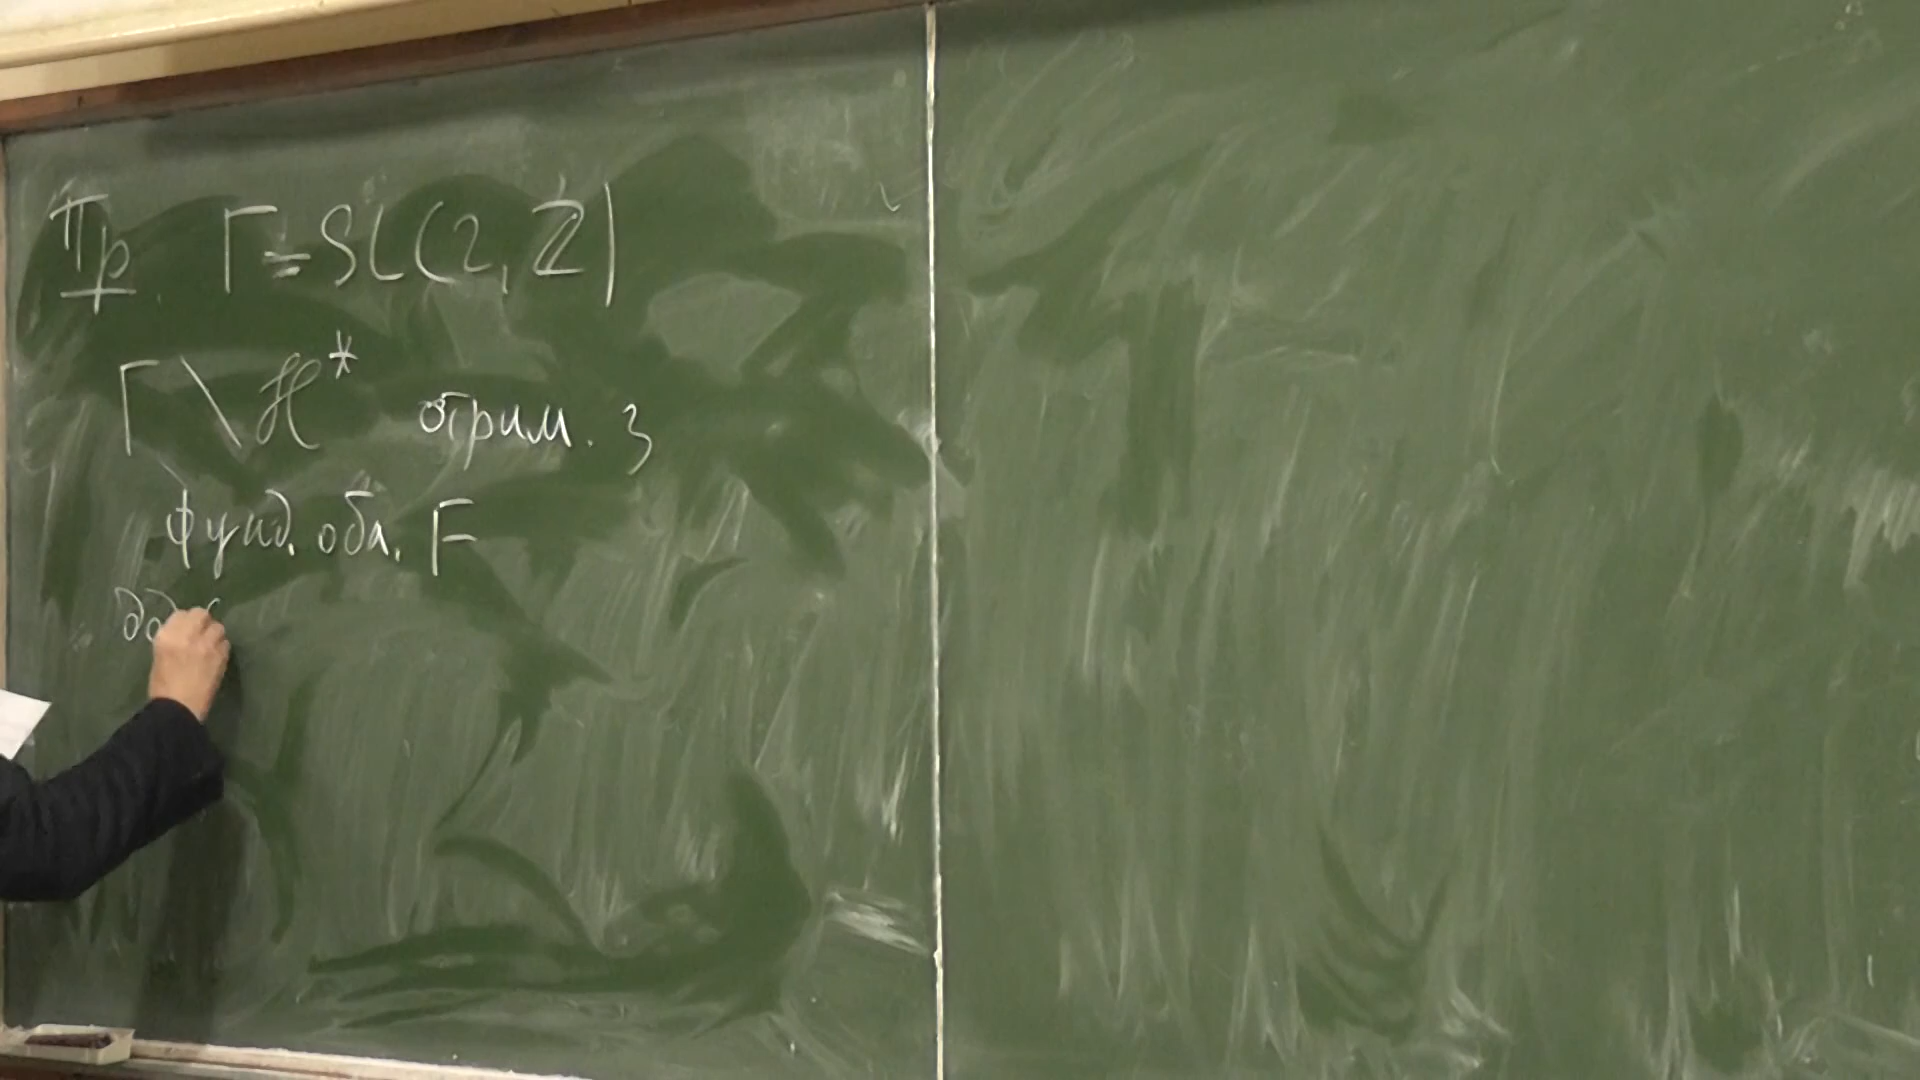 Пр. Γ = SL(2, ℤ)
Γ \ ℋ* отрим. з
фунд. обл. F